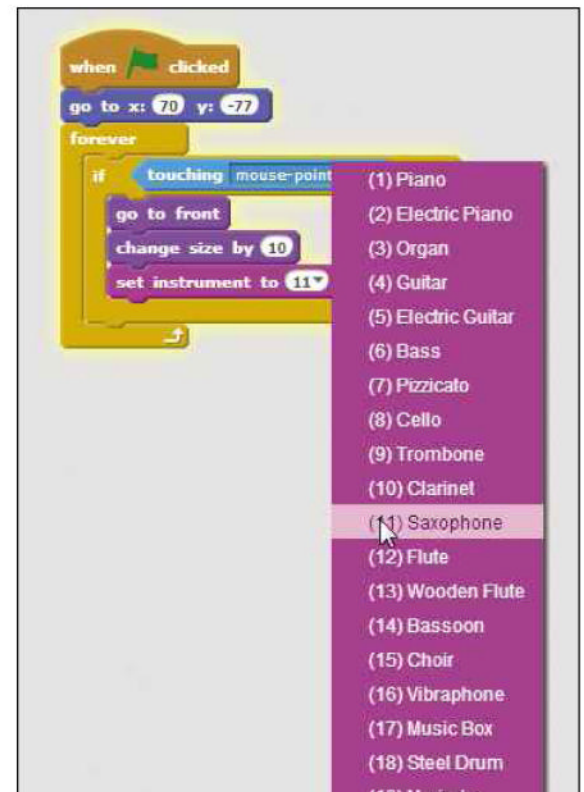 when clicked
go to x: 70 y: -77
forever
if touching mouse-point
go to front
change size by 10
set instrument to 11
(1) Piano
(2) Electric Piano
(3) Organ
(4) Guitar
(5) Electric Guitar
(6) Bass
(7) Pizzicato
(8) Cello
(9) Trombone
(10) Clarinet
(11) Saxophone
(12) Flute
(13) Wooden Flute
(14) Bassoon
(15) Choir
(16) Vibraphone
(17) Music Box
(18) Steel Drum